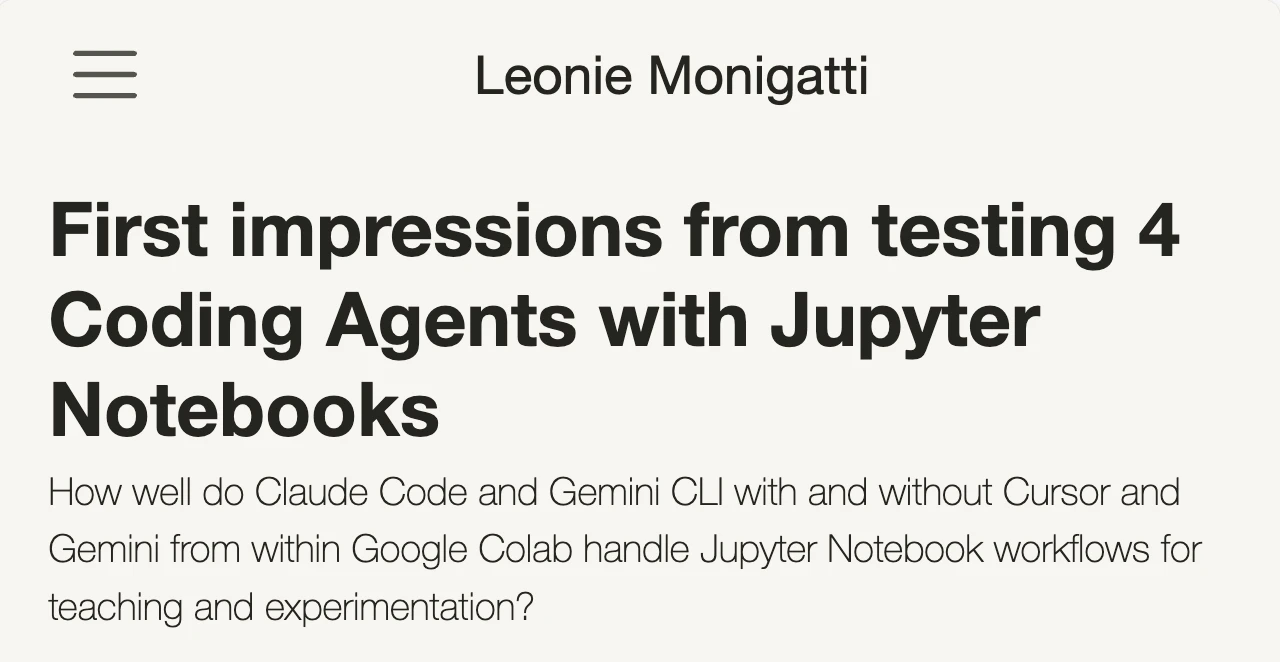 Leonie Monigatti
First impressions from testing 4
Coding Agents with Jupyter
Notebooks
How well do Claude Code and Gemini CLI with and without Cursor and
Gemini from within Google Colab handle Jupyter Notebook workflows for
teaching and experimentation?